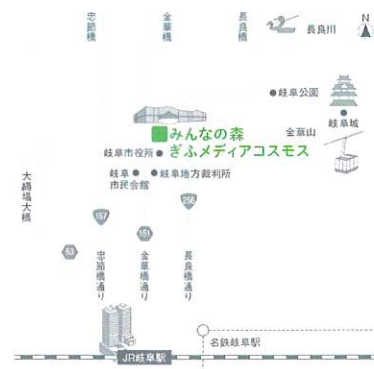 忠節橋
金華橋
長良橋
長良川
N
岐阜公園
岐阜城
金華山
みんなの森
ぎふメディアコスモス
岐阜市役所
岐阜
市民会館
岐阜地方裁判所
大縄場大橋
157
256
151
53
忠節橋通り
金華橋通り
長良橋通り
名鉄岐阜駅
JR岐阜駅